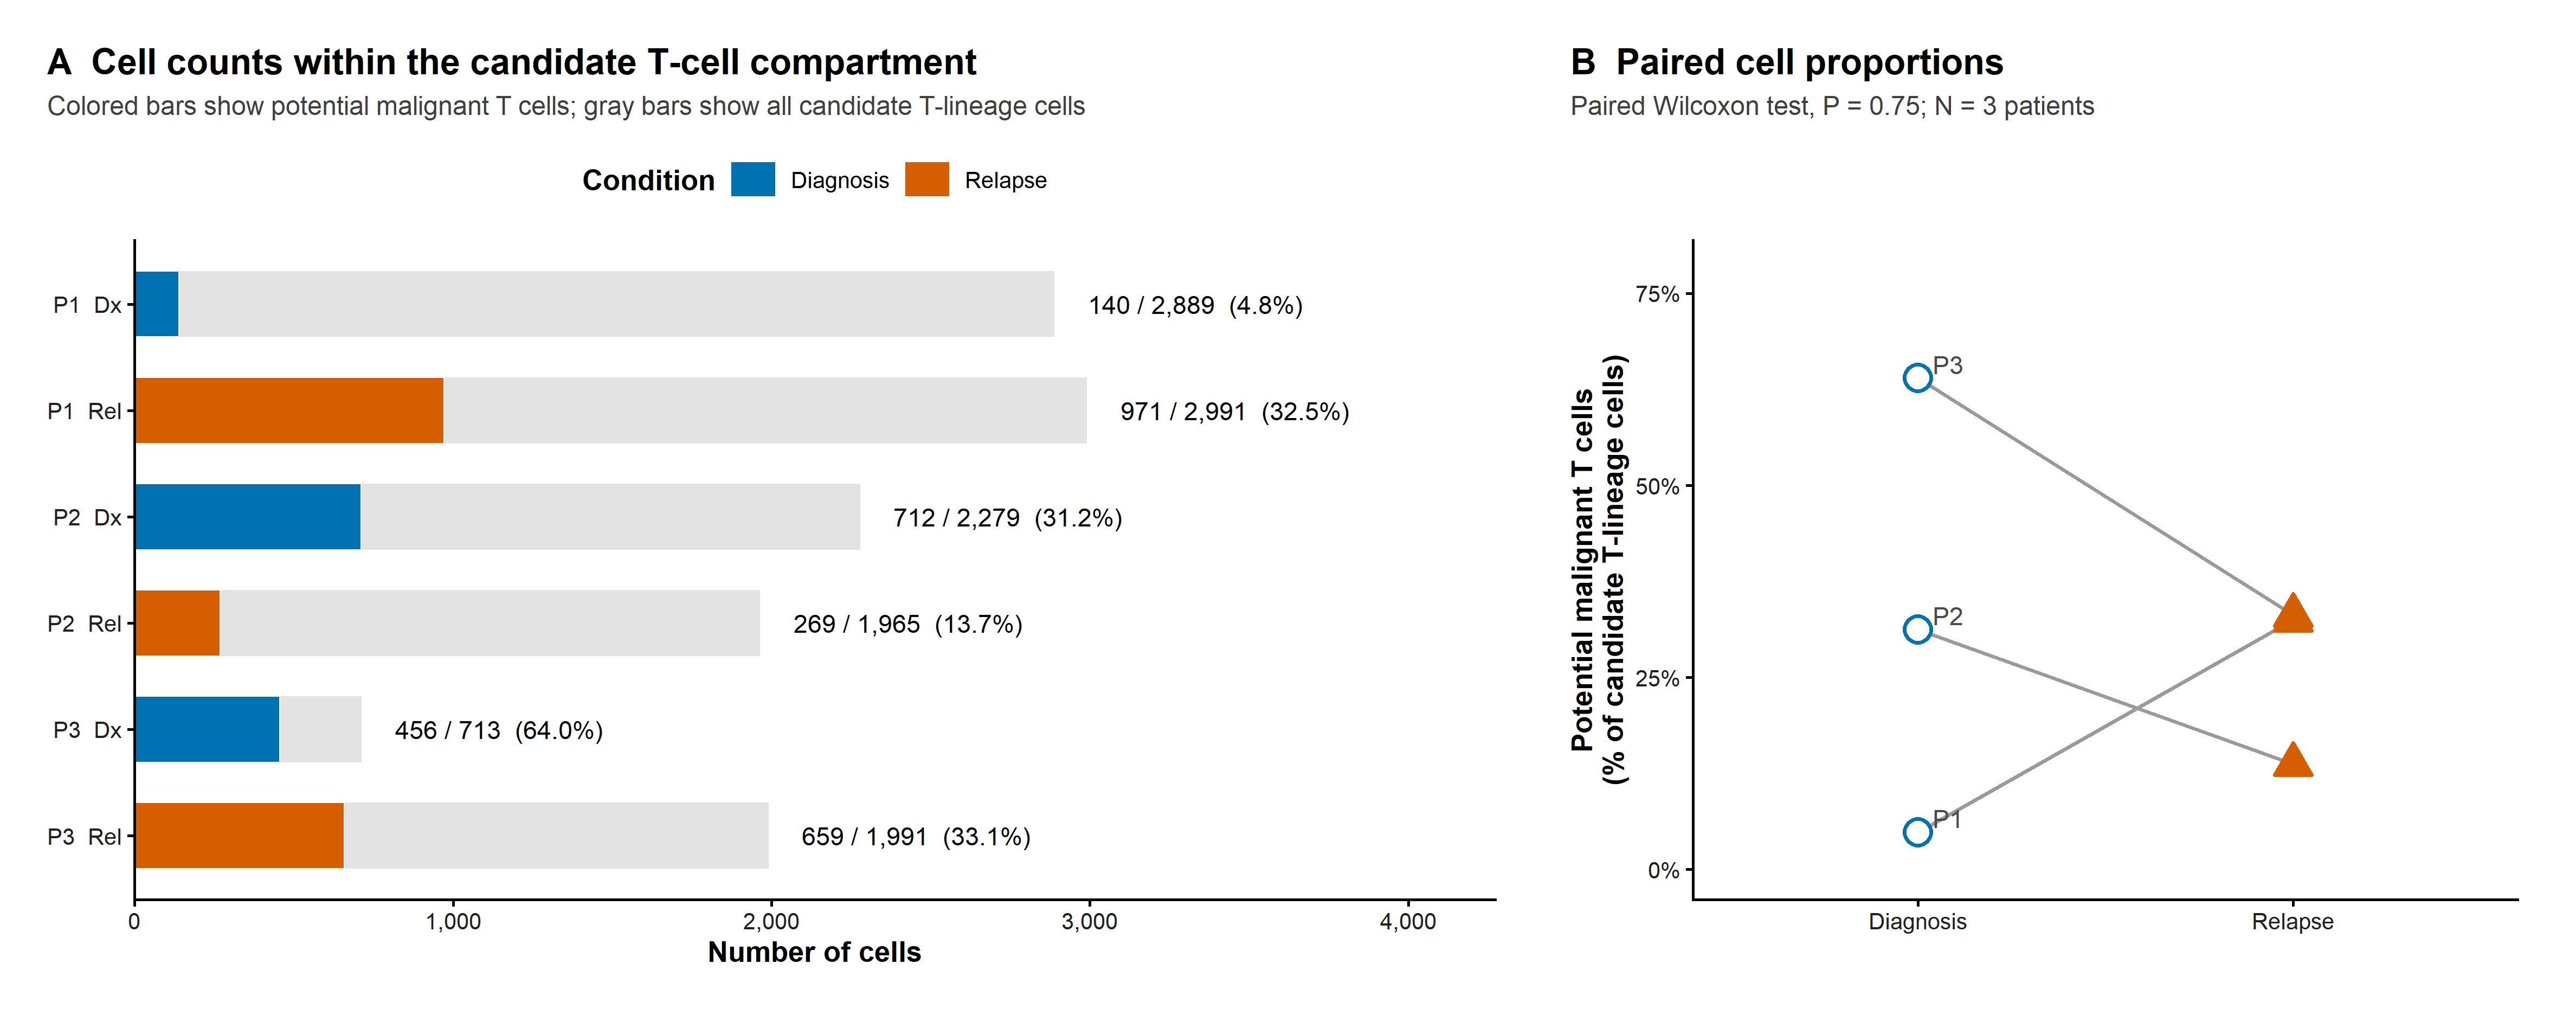 A  Cell counts within the candidate T-cell compartment
Colored bars show potential malignant T cells; gray bars show all candidate T-lineage cells
Condition Diagnosis Relapse
P1  Dx 140 / 2,889  (4.8%)
P1  Rel 971 / 2,991  (32.5%)
P2  Dx 712 / 2,279  (31.2%)
P2  Rel 269 / 1,965  (13.7%)
P3  Dx 456 / 713  (64.0%)
P3  Rel 659 / 1,991  (33.1%)
0 1,000 2,000 3,000 4,000
Number of cells
B  Paired cell proportions
Paired Wilcoxon test, P = 0.75; N = 3 patients
Potential malignant T cells
(% of candidate T-lineage cells)
75%
50%
25%
0%
P3
P2
P1
Diagnosis Relapse